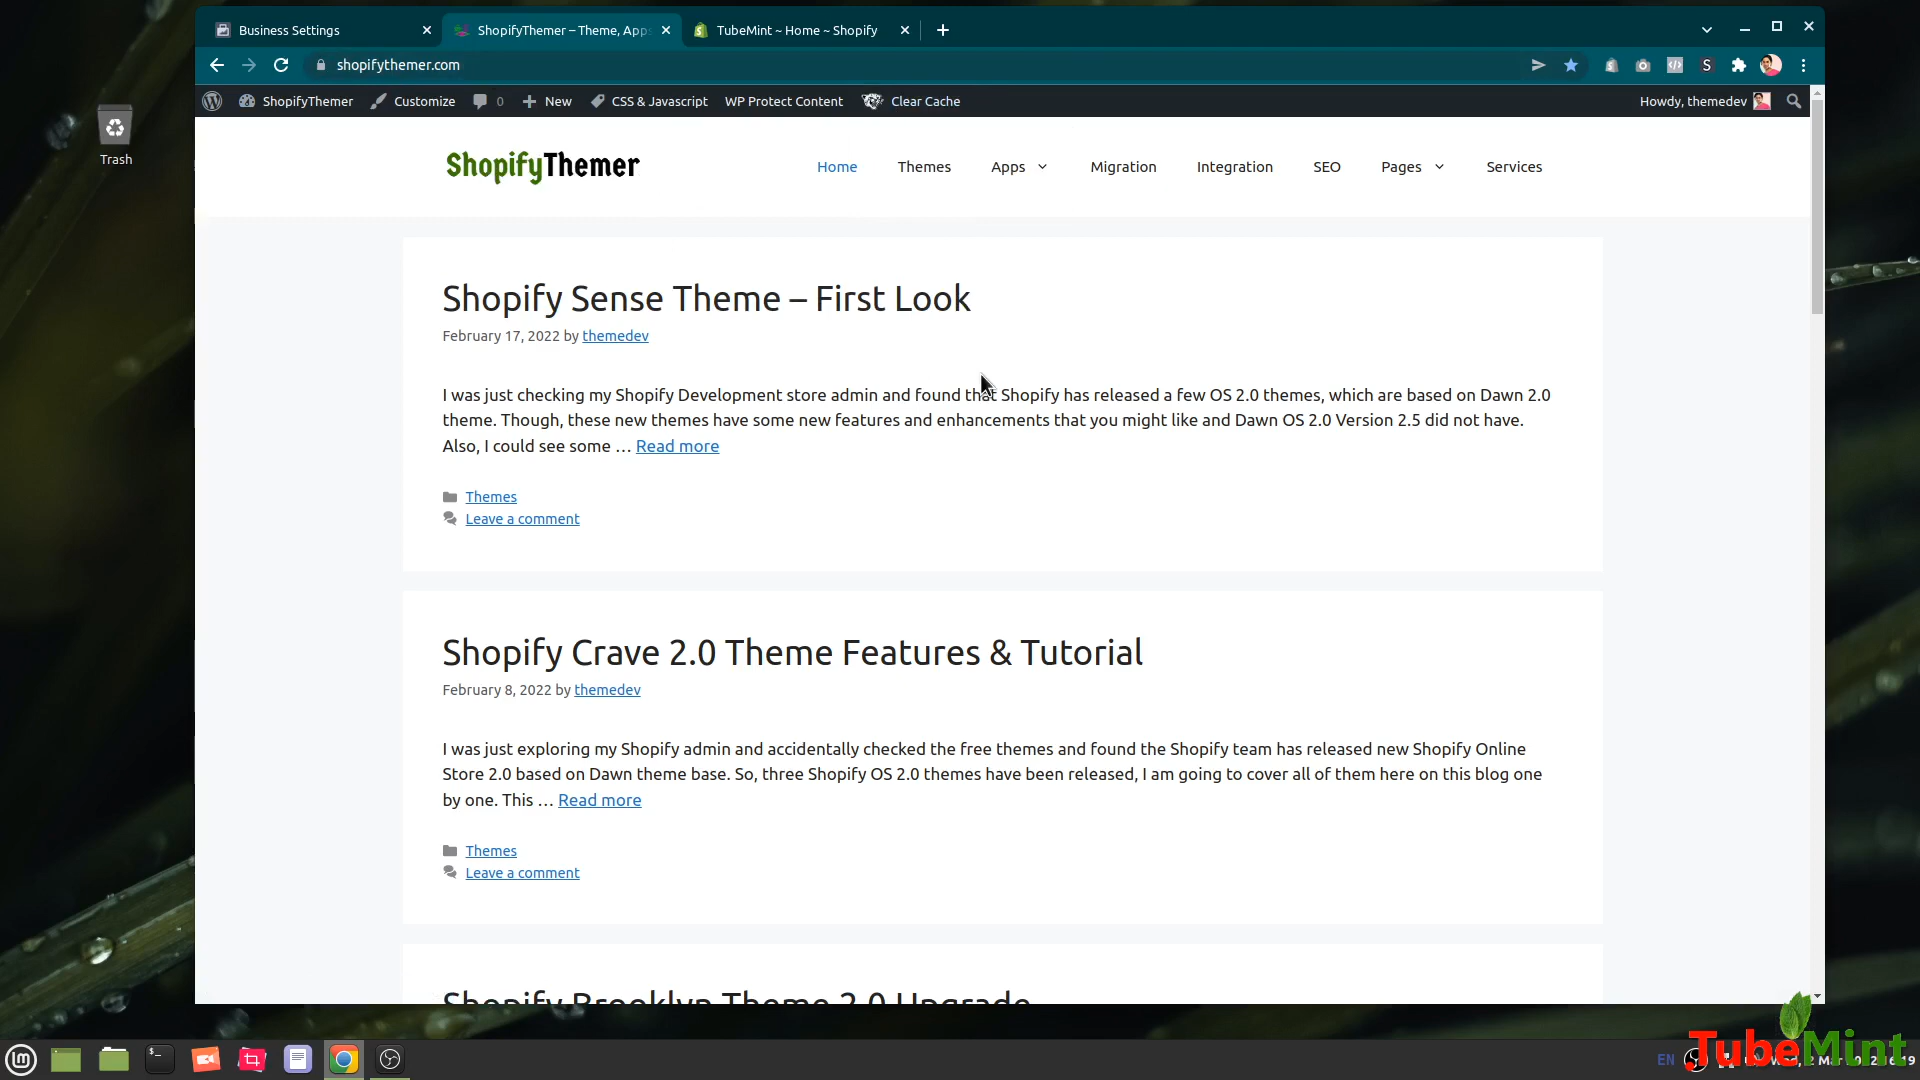 Business Settings
ShopifyThemer – Theme, Apps
TubeMint ~ Home ~ Shopify
shopifythemer.com
ShopifyThemer
Customize
0
New
CSS & Javascript
WP Protect Content
Clear Cache
Howdy, themedev
Trash
ShopifyThemer
Home
Themes
Apps
Migration
Integration
SEO
Pages
Services
Shopify Sense Theme – First Look
February 17, 2022 by themedev
I was just checking my Shopify Development store admin and found that Shopify has released a few OS 2.0 themes, which are based on Dawn 2.0
theme. Though, these new themes have some new features and enhancements that you might like and Dawn OS 2.0 Version 2.5 did not have.
Also, I could see some … Read more
Themes
Leave a comment
Shopify Crave 2.0 Theme Features & Tutorial
February 8, 2022 by themedev
I was just exploring my Shopify admin and accidentally checked the free themes and found the Shopify team has released new Shopify Online
Store 2.0 based on Dawn theme base. So, three Shopify OS 2.0 themes have been released, I am going to cover all of them here on this blog one
by one. This … Read more
Themes
Leave a comment
Shopify Brooklyn Theme 2.0 Upgrade
EN
TubeMint